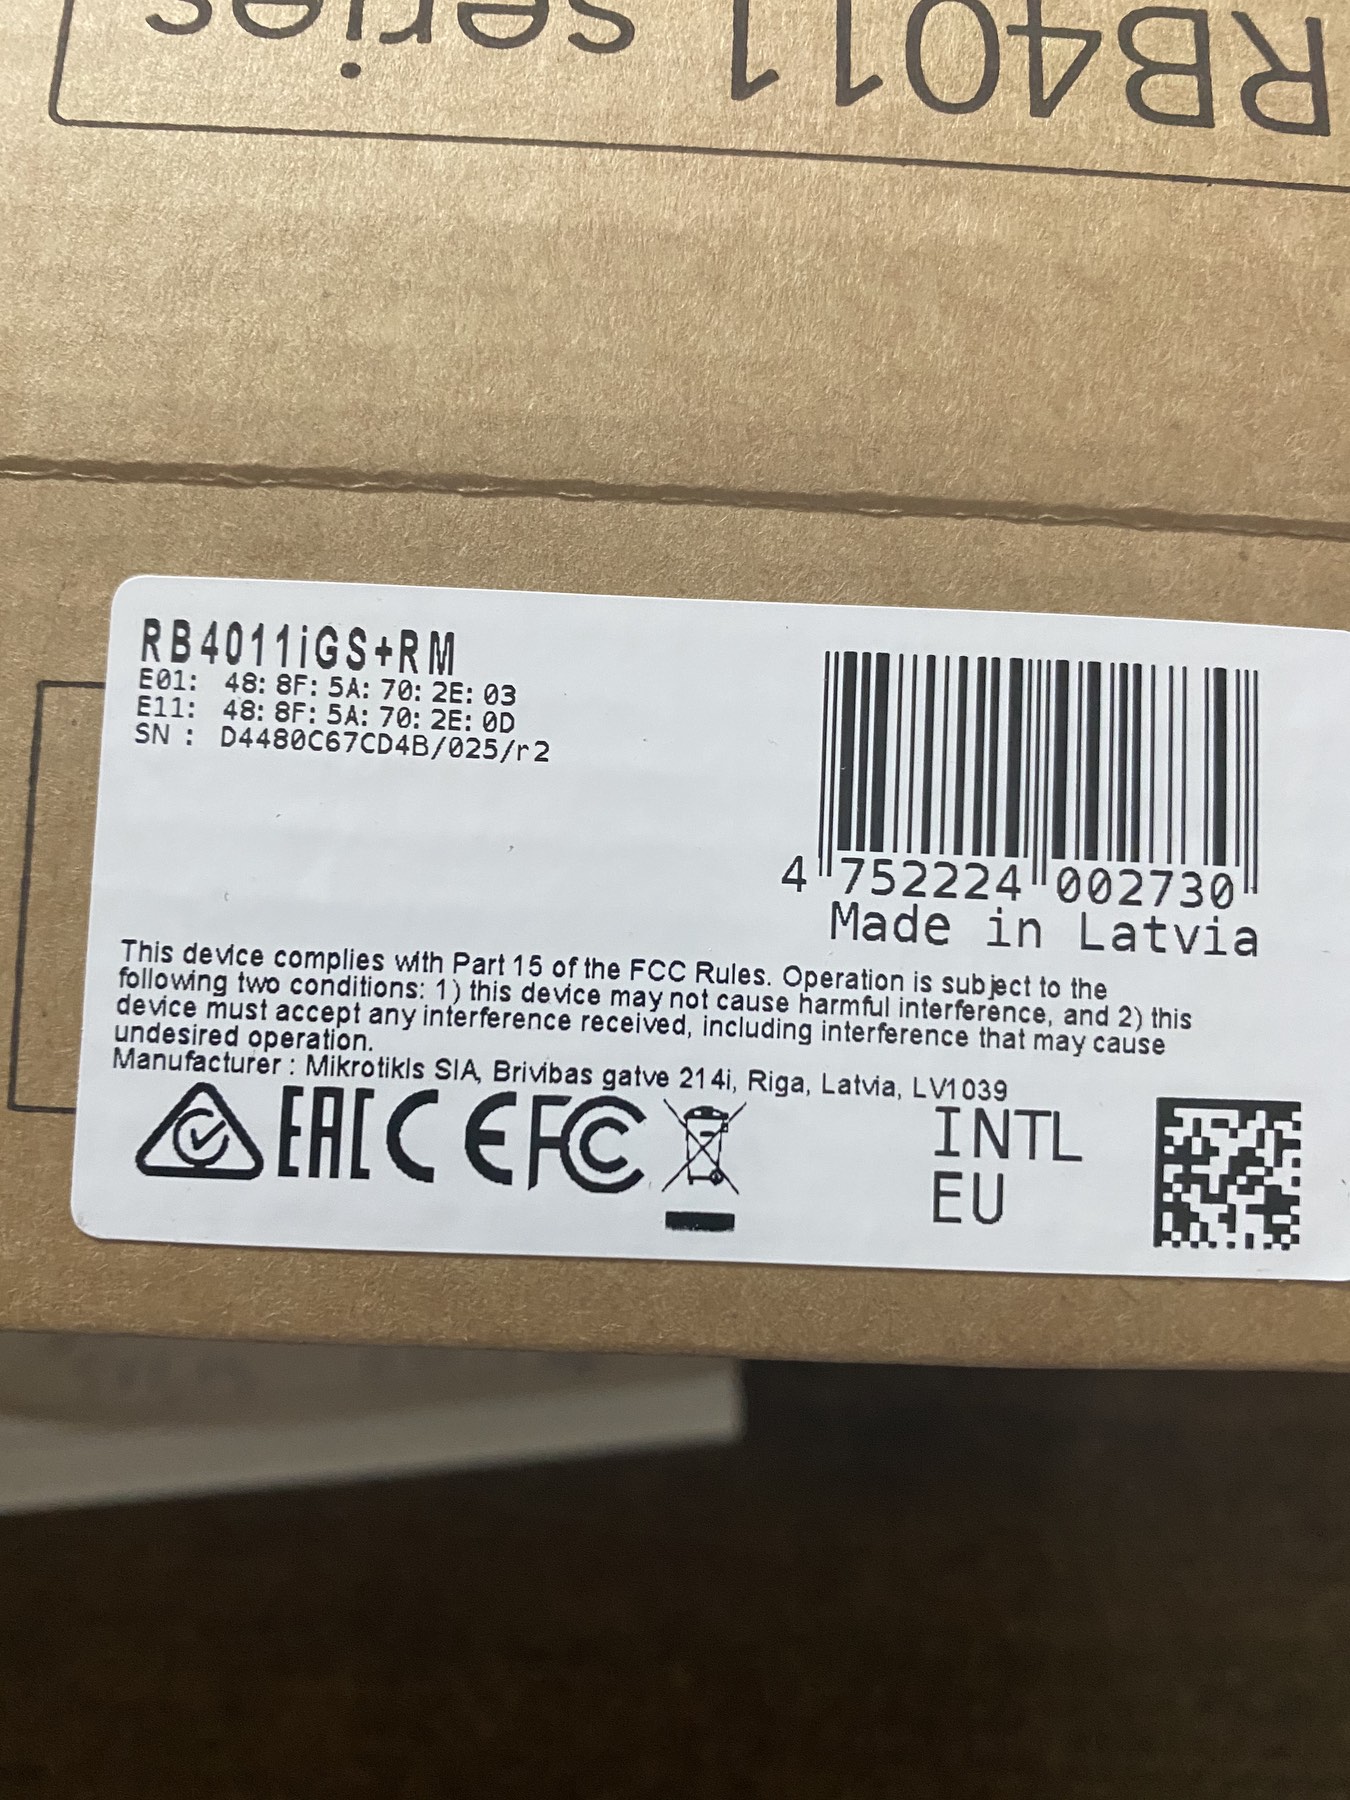 RB4011 series
RB4011iGS+RM
E01: 48:8F:5A:70:2E:03
E11: 48:8F:5A:70:2E:0D
SN : D4480C67CD4B/025/r2
4 752224 002730
Made in Latvia
This device complies with Part 15 of the FCC Rules. Operation is subject to the
following two conditions: 1) this device may not cause harmful interference, and 2) this
device must accept any interference received, including interference that may cause
undesired operation.
Manufacturer : Mikrotikls SIA, Brivibas gatve 214i, Riga, Latvia, LV1039
EAC CE FC
INTL
EU